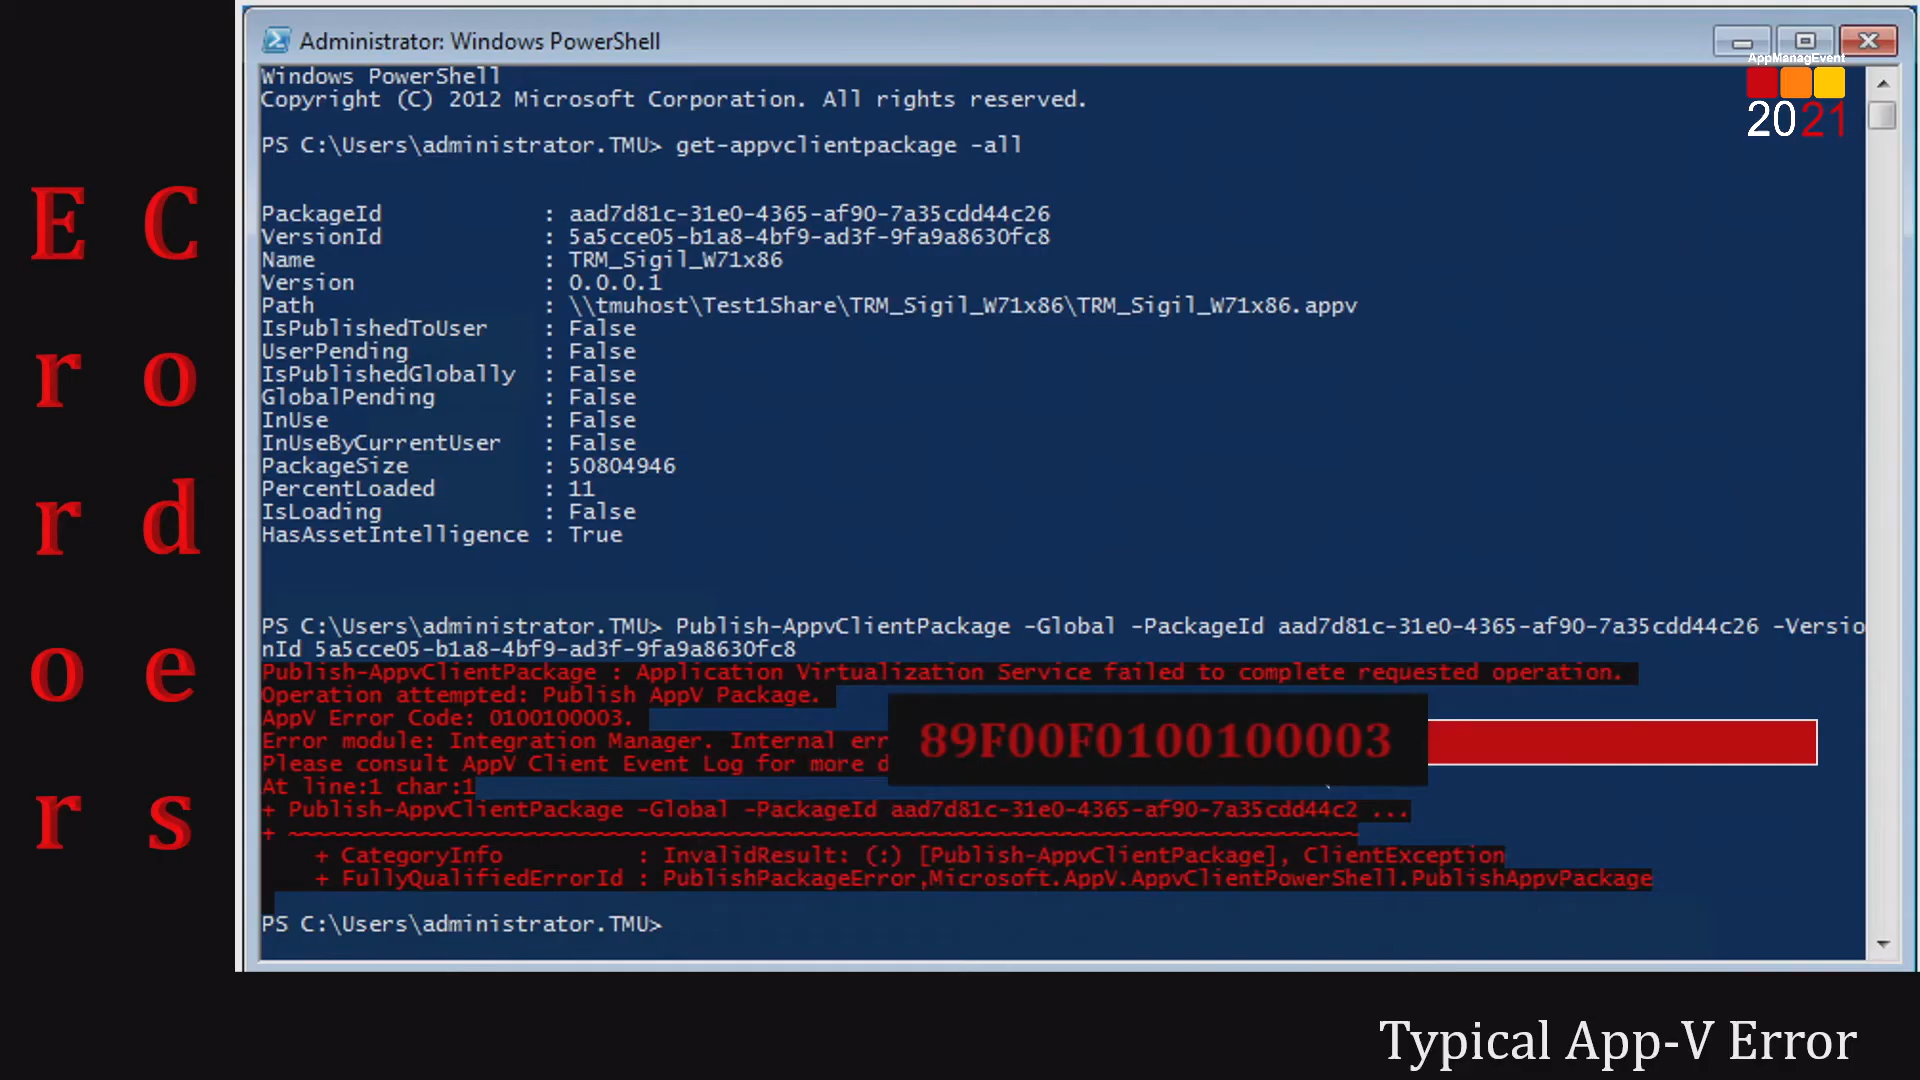 Error Codes
Administrator: Windows PowerShell
AppManagEvent
2021
Windows PowerShell
Copyright (C) 2012 Microsoft Corporation. All rights reserved.
PS C:\Users\administrator.TMU> get-appvclientpackage -all
PackageId : aad7d81c-31e0-4365-af90-7a35cdd44c26
VersionId : 5a5cce05-b1a8-4bf9-ad3f-9fa9a8630fc8
Name : TRM_Sigil_W71x86
Version : 0.0.0.1
Path : \\tmuhost\Test1Share\TRM_Sigil_W71x86\TRM_Sigil_W71x86.appv
IsPublishedToUser : False
UserPending : False
IsPublishedGlobally : False
GlobalPending : False
InUse : False
InUseByCurrentUser : False
PackageSize : 50804946
PercentLoaded : 11
IsLoading : False
HasAssetIntelligence : True
PS C:\Users\administrator.TMU> Publish-AppvClientPackage -Global -PackageId aad7d81c-31e0-4365-af90-7a35cdd44c26 -Versio
nId 5a5cce05-b1a8-4bf9-ad3f-9fa9a8630fc8
Publish-AppvClientPackage : Application Virtualization Service failed to complete requested operation.
Operation attempted: Publish AppV Package.
AppV Error Code: 0100100003.
Error module: Integration Manager. Internal err
89F00F0100100003
Please consult AppV Client Event Log for more d
At line:1 char:1
+ Publish-AppvClientPackage -Global -PackageId aad7d81c-31e0-4365-af90-7a35cdd44c2 ...
+ ~~~~~~~~~~~~~~~~~~~~~~~~~~~~~~~~~~~~~~~~~~~~~~~~~~~~~~~~~~~~~~~~~~~~~~~~~~~~~~~~
+ CategoryInfo : InvalidResult: (:) [Publish-AppvClientPackage], ClientException
+ FullyQualifiedErrorId : PublishPackageError,Microsoft.AppV.AppvClientPowerShell.PublishAppvPackage
PS C:\Users\administrator.TMU>
Typical App-V Error